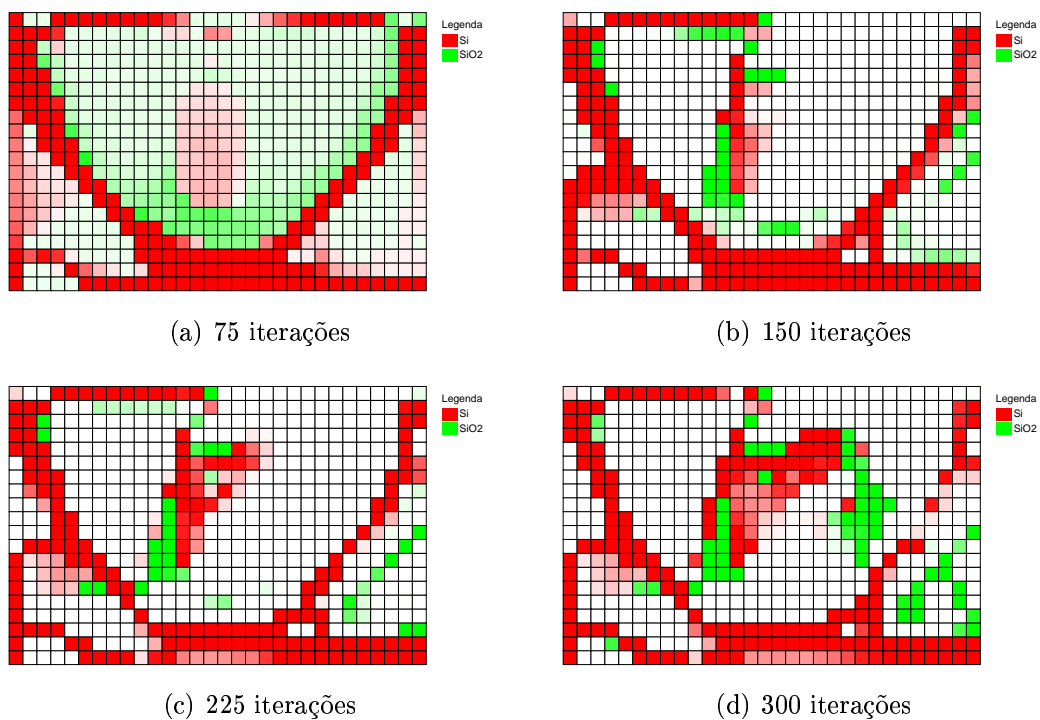 Legenda
Si
SiO2
Legenda
Si
SiO2
(a) 75 iterações
(b) 150 iterações
Legenda
Si
SiO2
Legenda
Si
SiO2
(c) 225 iterações
(d) 300 iterações